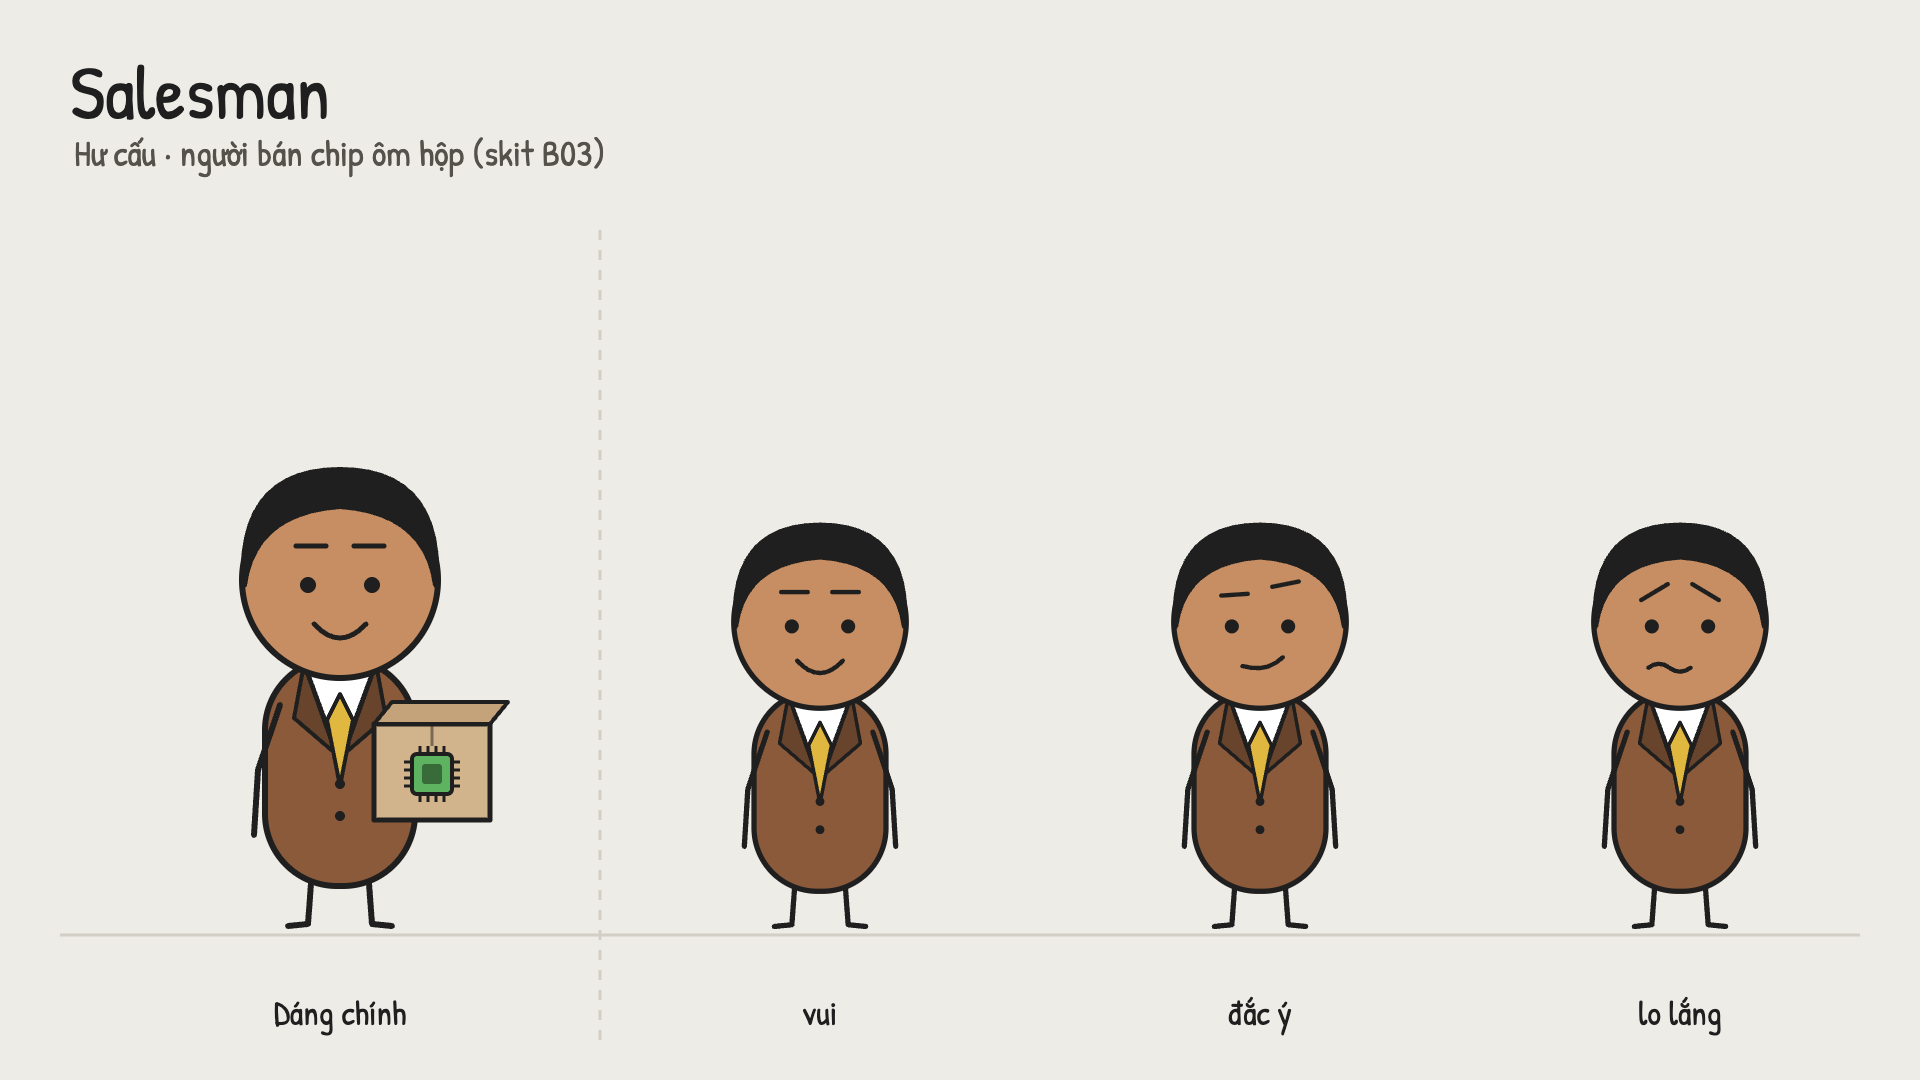 Salesman
Hư cấu · người bán chip ôm hộp (skit B03)
Dáng chính
vui
đắc ý
lo lắng